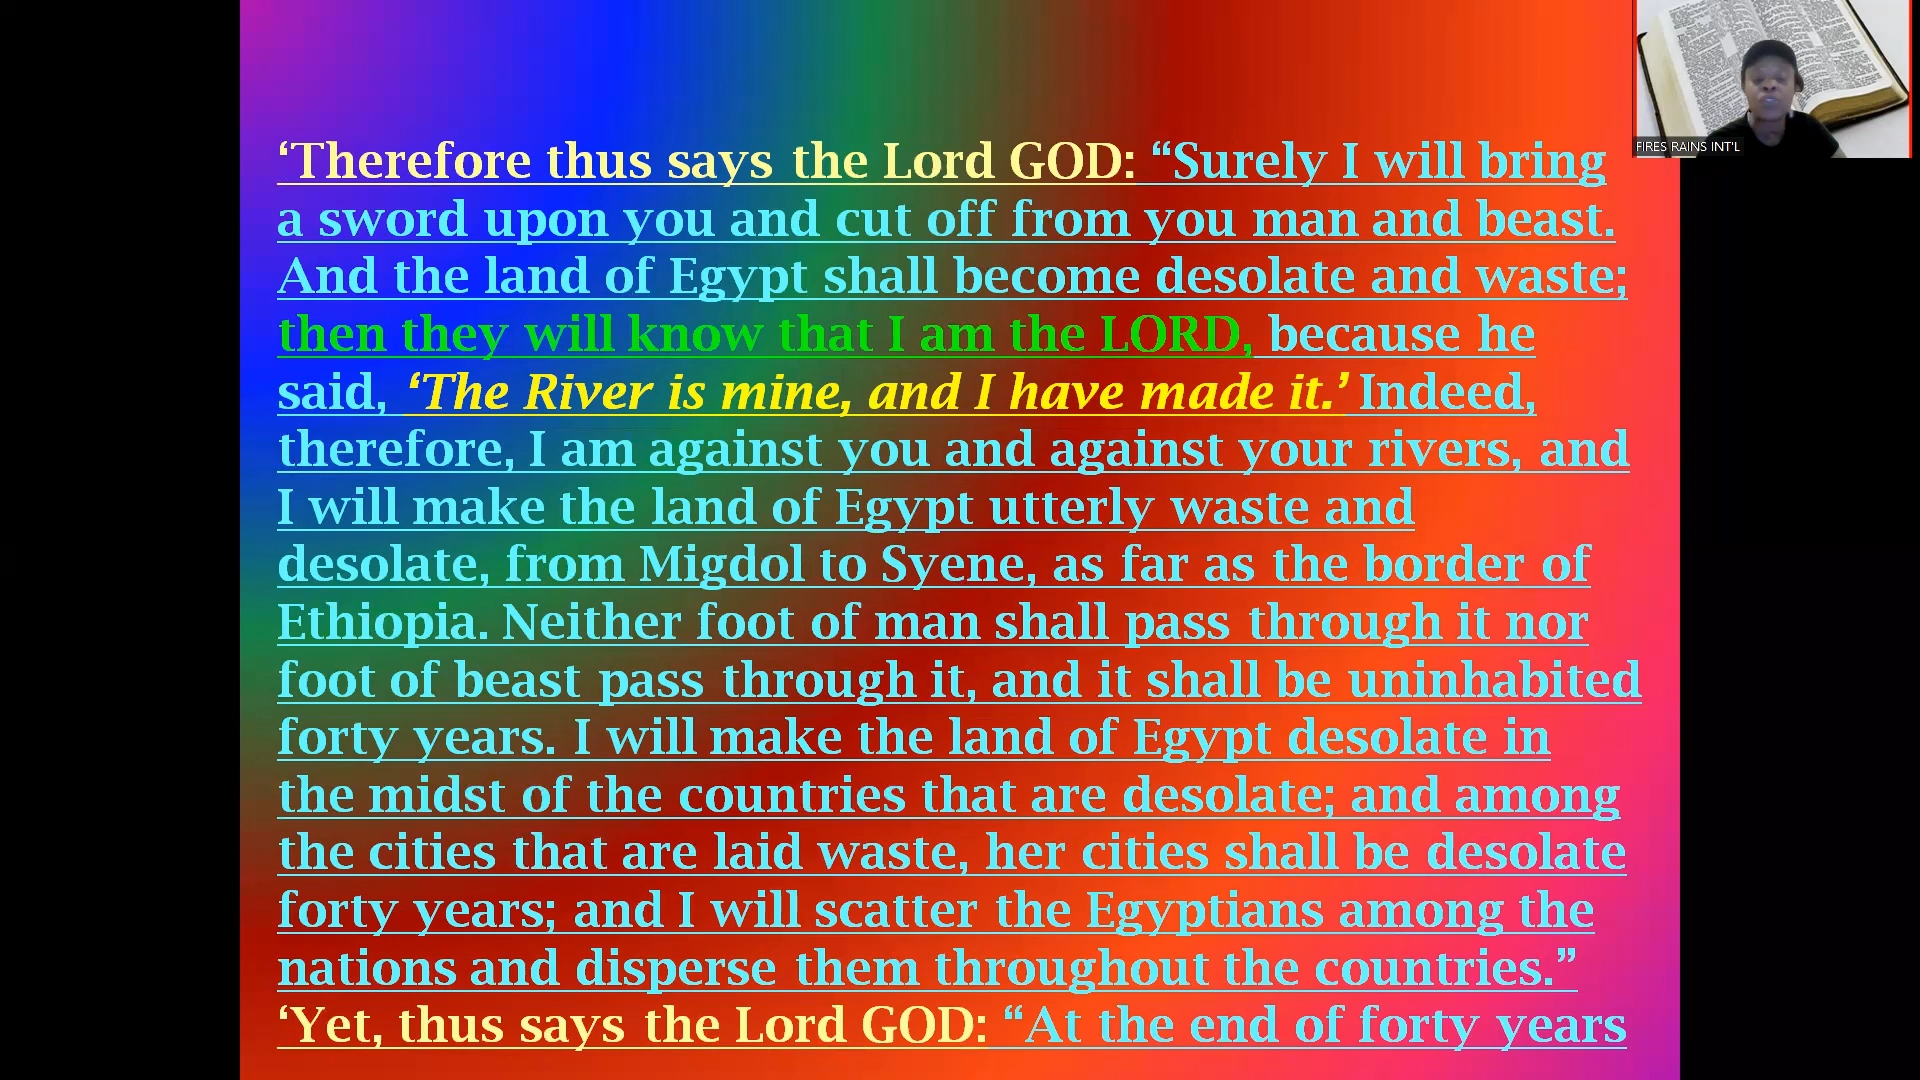 ‘Therefore thus says the Lord GOD: “Surely I will bring
a sword upon you and cut off from you man and beast.
And the land of Egypt shall become desolate and waste;
then they will know that I am the LORD, because he
said, ‘The River is mine, and I have made it.’ Indeed,
therefore, I am against you and against your rivers, and
I will make the land of Egypt utterly waste and
desolate, from Migdol to Syene, as far as the border of
Ethiopia. Neither foot of man shall pass through it nor
foot of beast pass through it, and it shall be uninhabited
forty years. I will make the land of Egypt desolate in
the midst of the countries that are desolate; and among
the cities that are laid waste, her cities shall be desolate
forty years; and I will scatter the Egyptians among the
nations and disperse them throughout the countries.”
‘Yet, thus says the Lord GOD: “At the end of forty years
FIRES RAINS INT'L